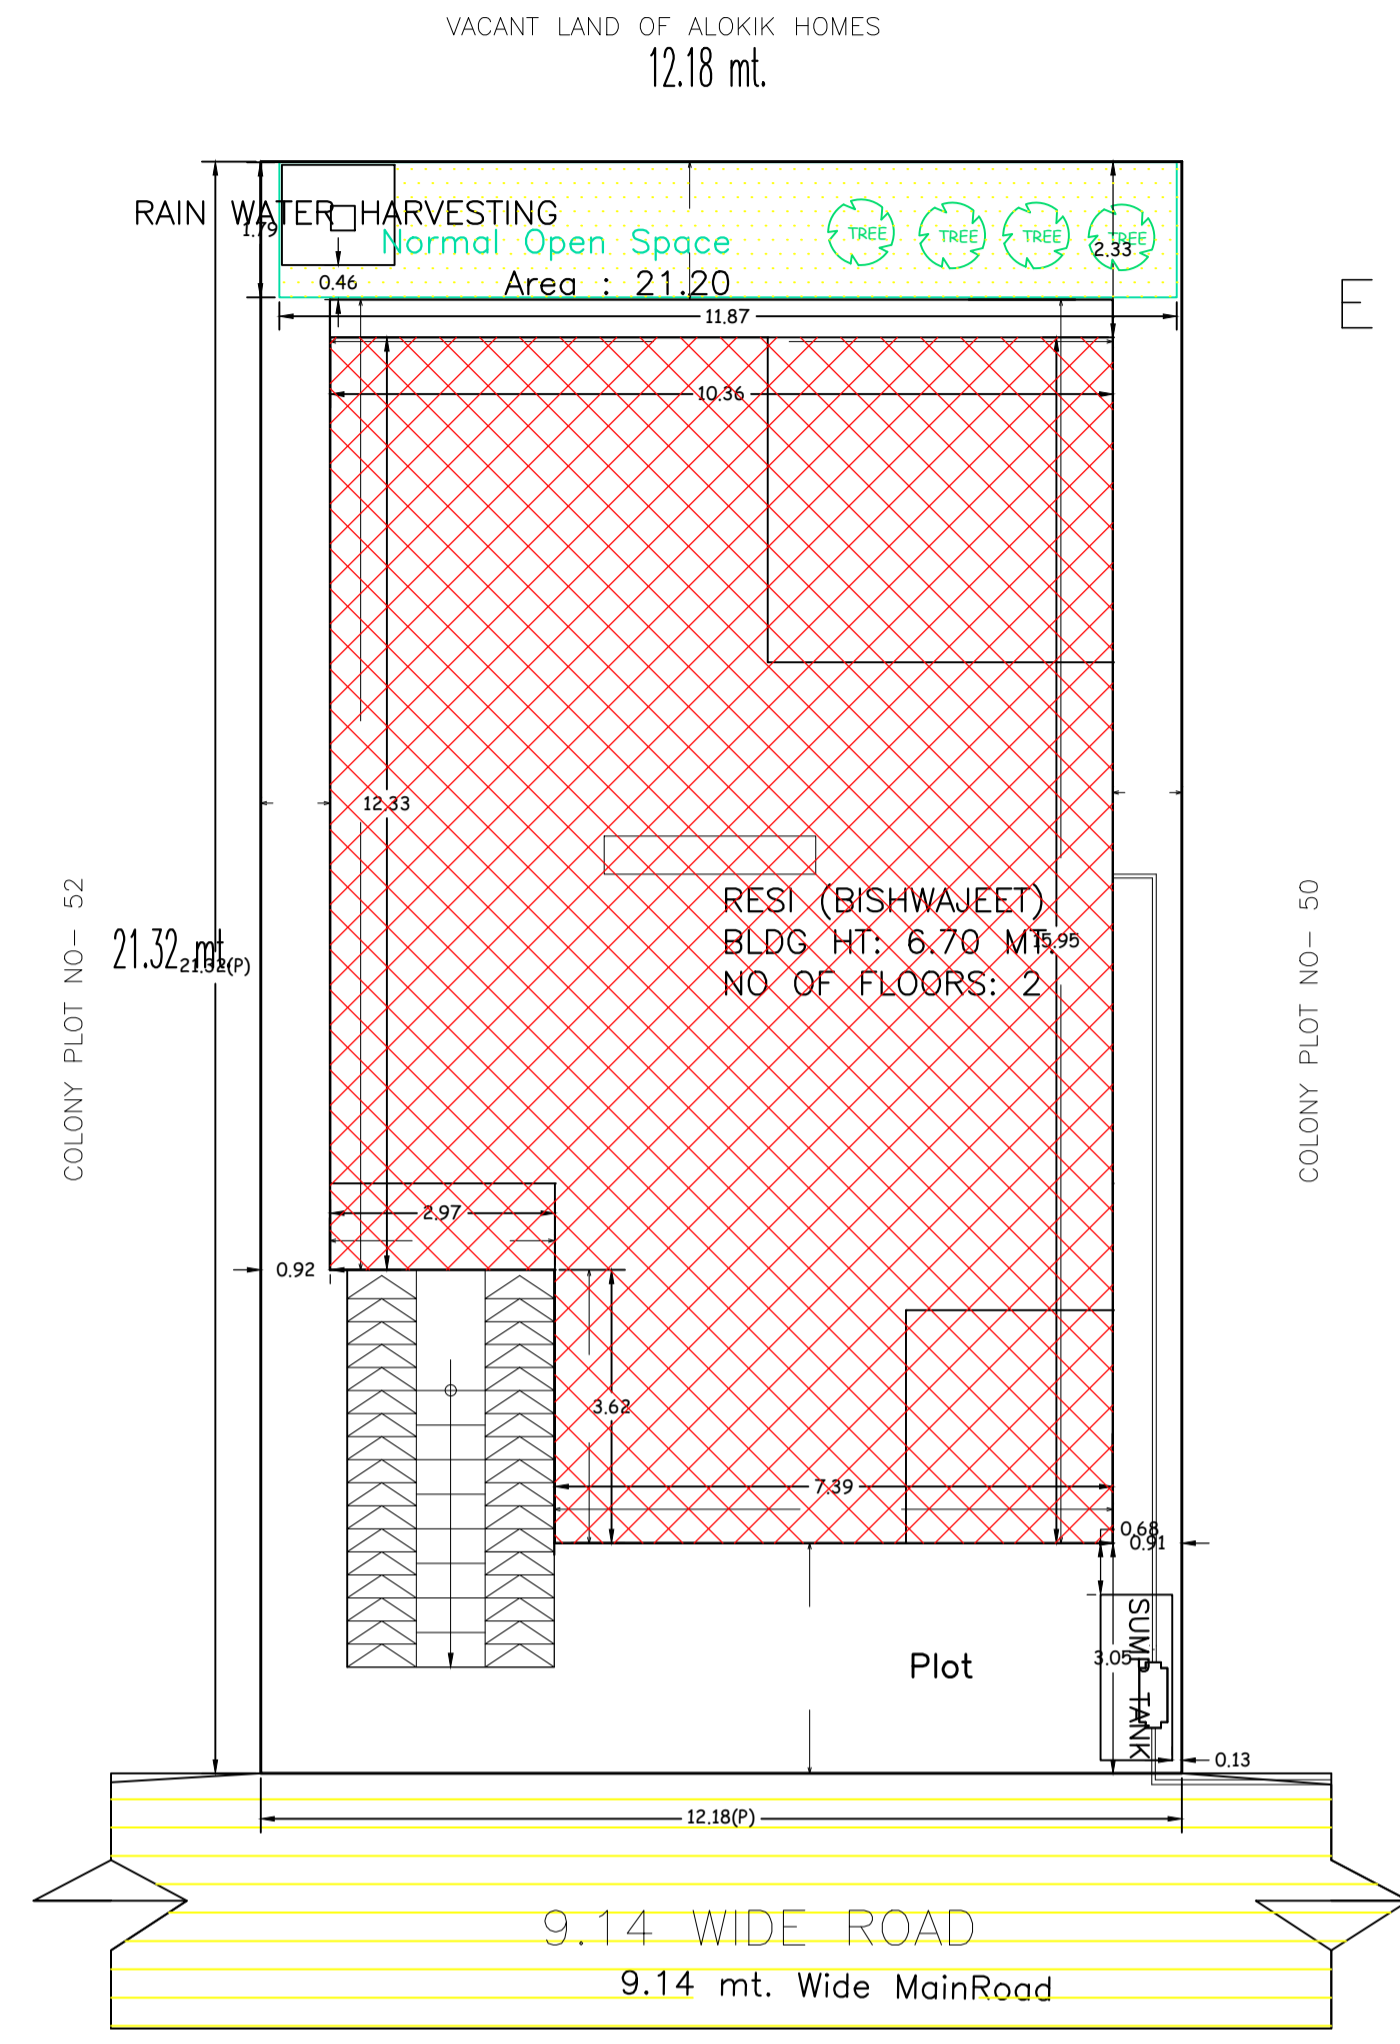 VACANT LAND OF ALOKIK HOMES
12.18 mt.
RAIN WATER HARVESTING
1.79
Normal Open Space
TREE
TREE
TREE
TREE
2.33
0.46
Area : 21.20
11.87
E
10.36
12.33
COLONY PLOT NO- 52
21.32 mt.
21.32(P)
RESI (BISHWAJEET)
BLDG HT: 6.70 MT.
15.95
NO OF FLOORS: 2
COLONY PLOT NO- 50
2.97
0.92
3.62
7.39
0.68
0.91
SUMP TANK
3.05
Plot
0.13
12.18(P)
9.14 WIDE ROAD
9.14 mt. Wide MainRoad